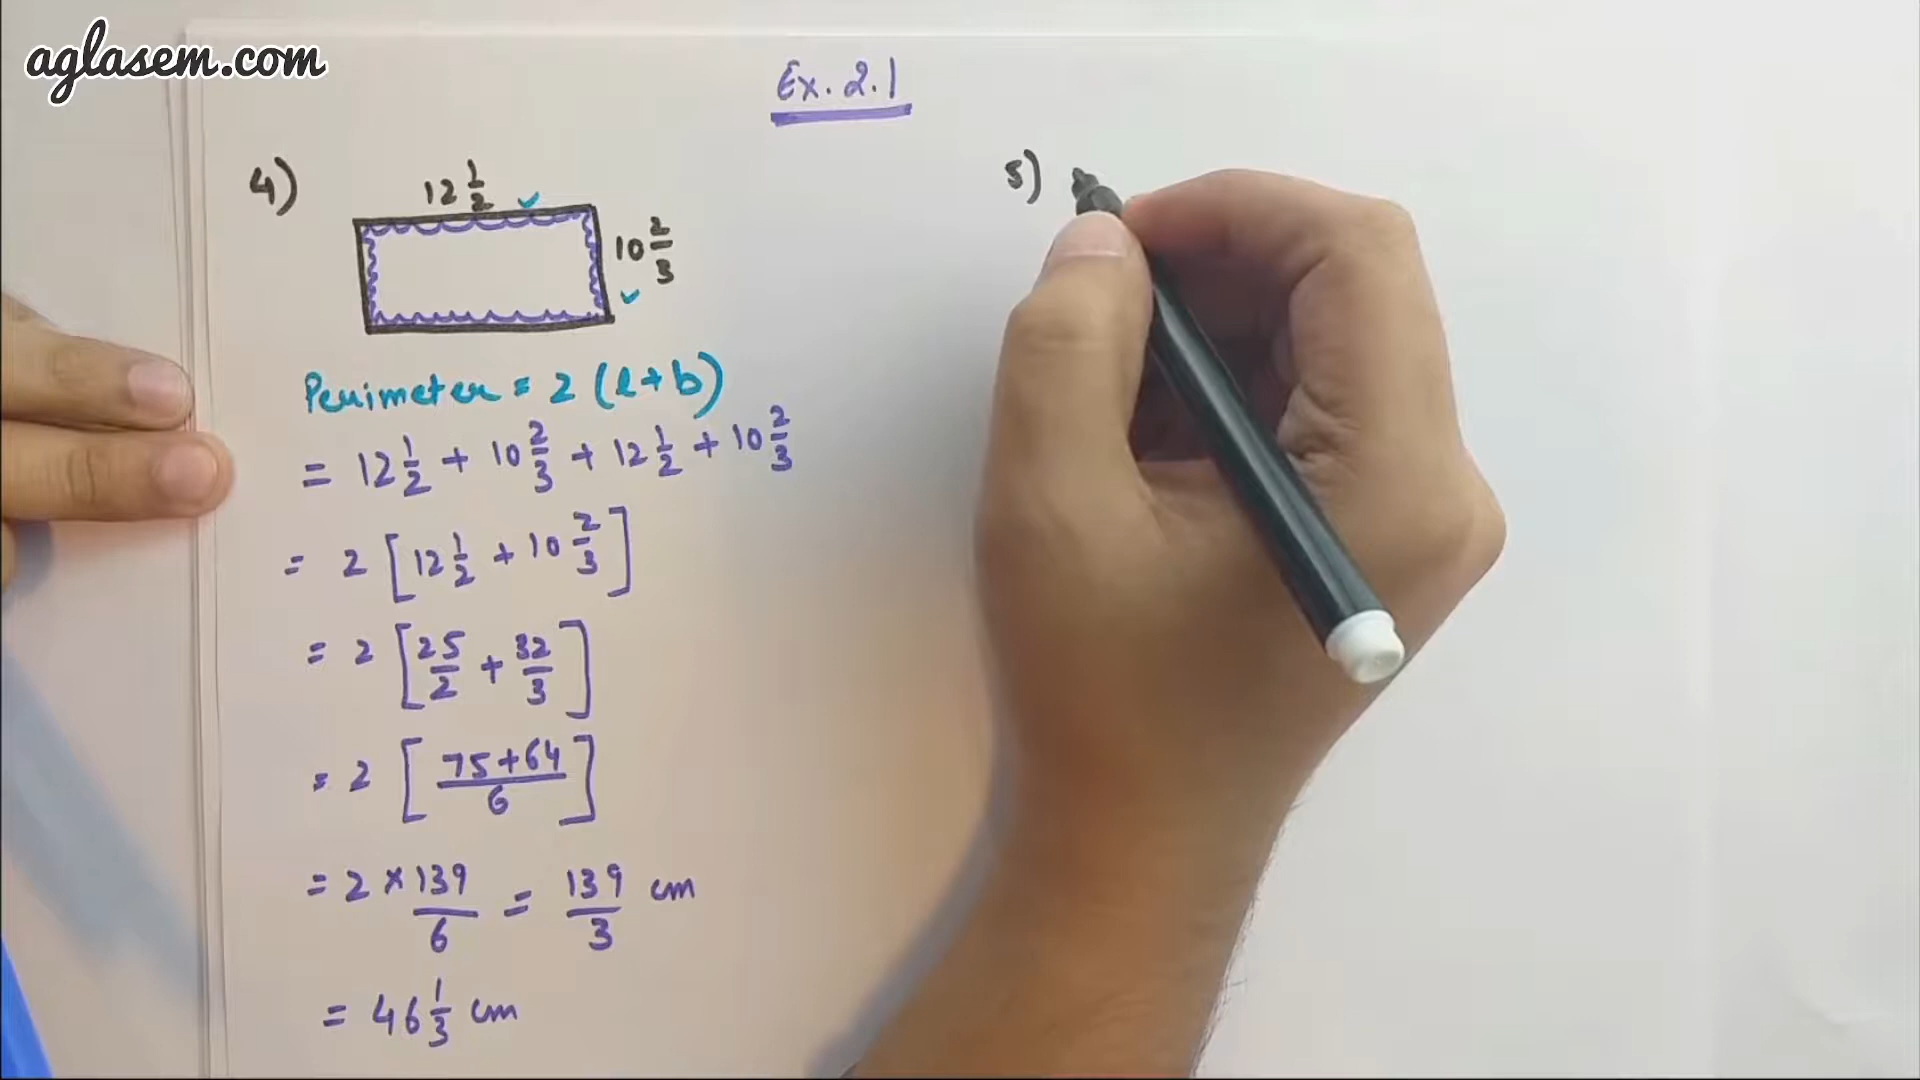 aglasem.com
Ex. 2.1
4)
12 1/2
10 2/3
Perimeter = 2 (l+b)
= 12 1/2 + 10 2/3 + 12 1/2 + 10 2/3
= 2 [12 1/2 + 10 2/3]
= 2 [25/2 + 32/3]
= 2 [75+64/6]
= 2 × 139/6 = 139/3 cm
= 46 1/3 cm
5)